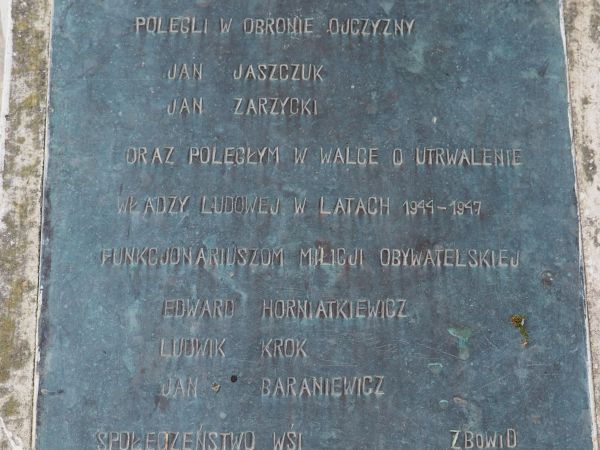 POLEGLI W OBRONIE OJCZYZNY
JAN JASZCZUK
JAN ZARZYCKI
ORAZ POLEGŁYM W WALCE O UTRWALENIE
WŁADZY LUDOWEJ W LATACH 1944-1947
FUNKCJONARIUSZOM MILICJI OBYWATELSKIEJ
EDWARD HORNIATKIEWICZ
LUDWIK KROK
JAN BARANIEWICZ
SPOŁECZEŃSTWO WSI ZBOWID